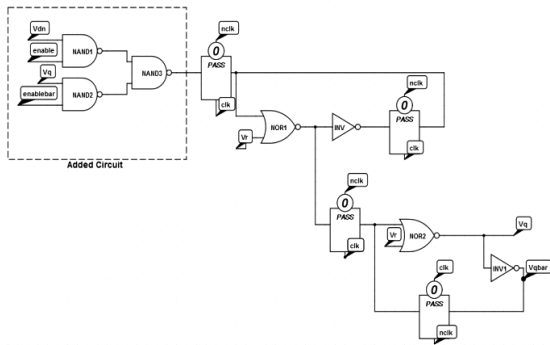 Vdn
nclk
enable
NAND1
0
NAND3
Vq
PASS
nclk
enablebar
NAND2
0
clk
PASS
NOR1
INV
Vr
clk
Added Circuit
nclk
0
PASS
Vq
Vr
NOR2
clk
clk
INV1
Vqbar
0
PASS
nclk